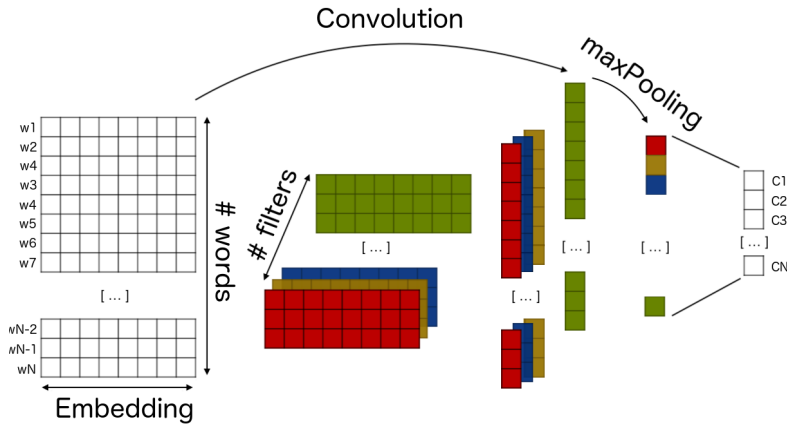 Convolution
maxPooling
w1
w2
w4
w3
w4
w5
w6
w7
[ ... ]
wN-2
wN-1
wN
Embedding
# words
# filters
[ ... ]
[ ... ]
[ ... ]
[ ... ]
C1
C2
C3
[ ... ]
CN